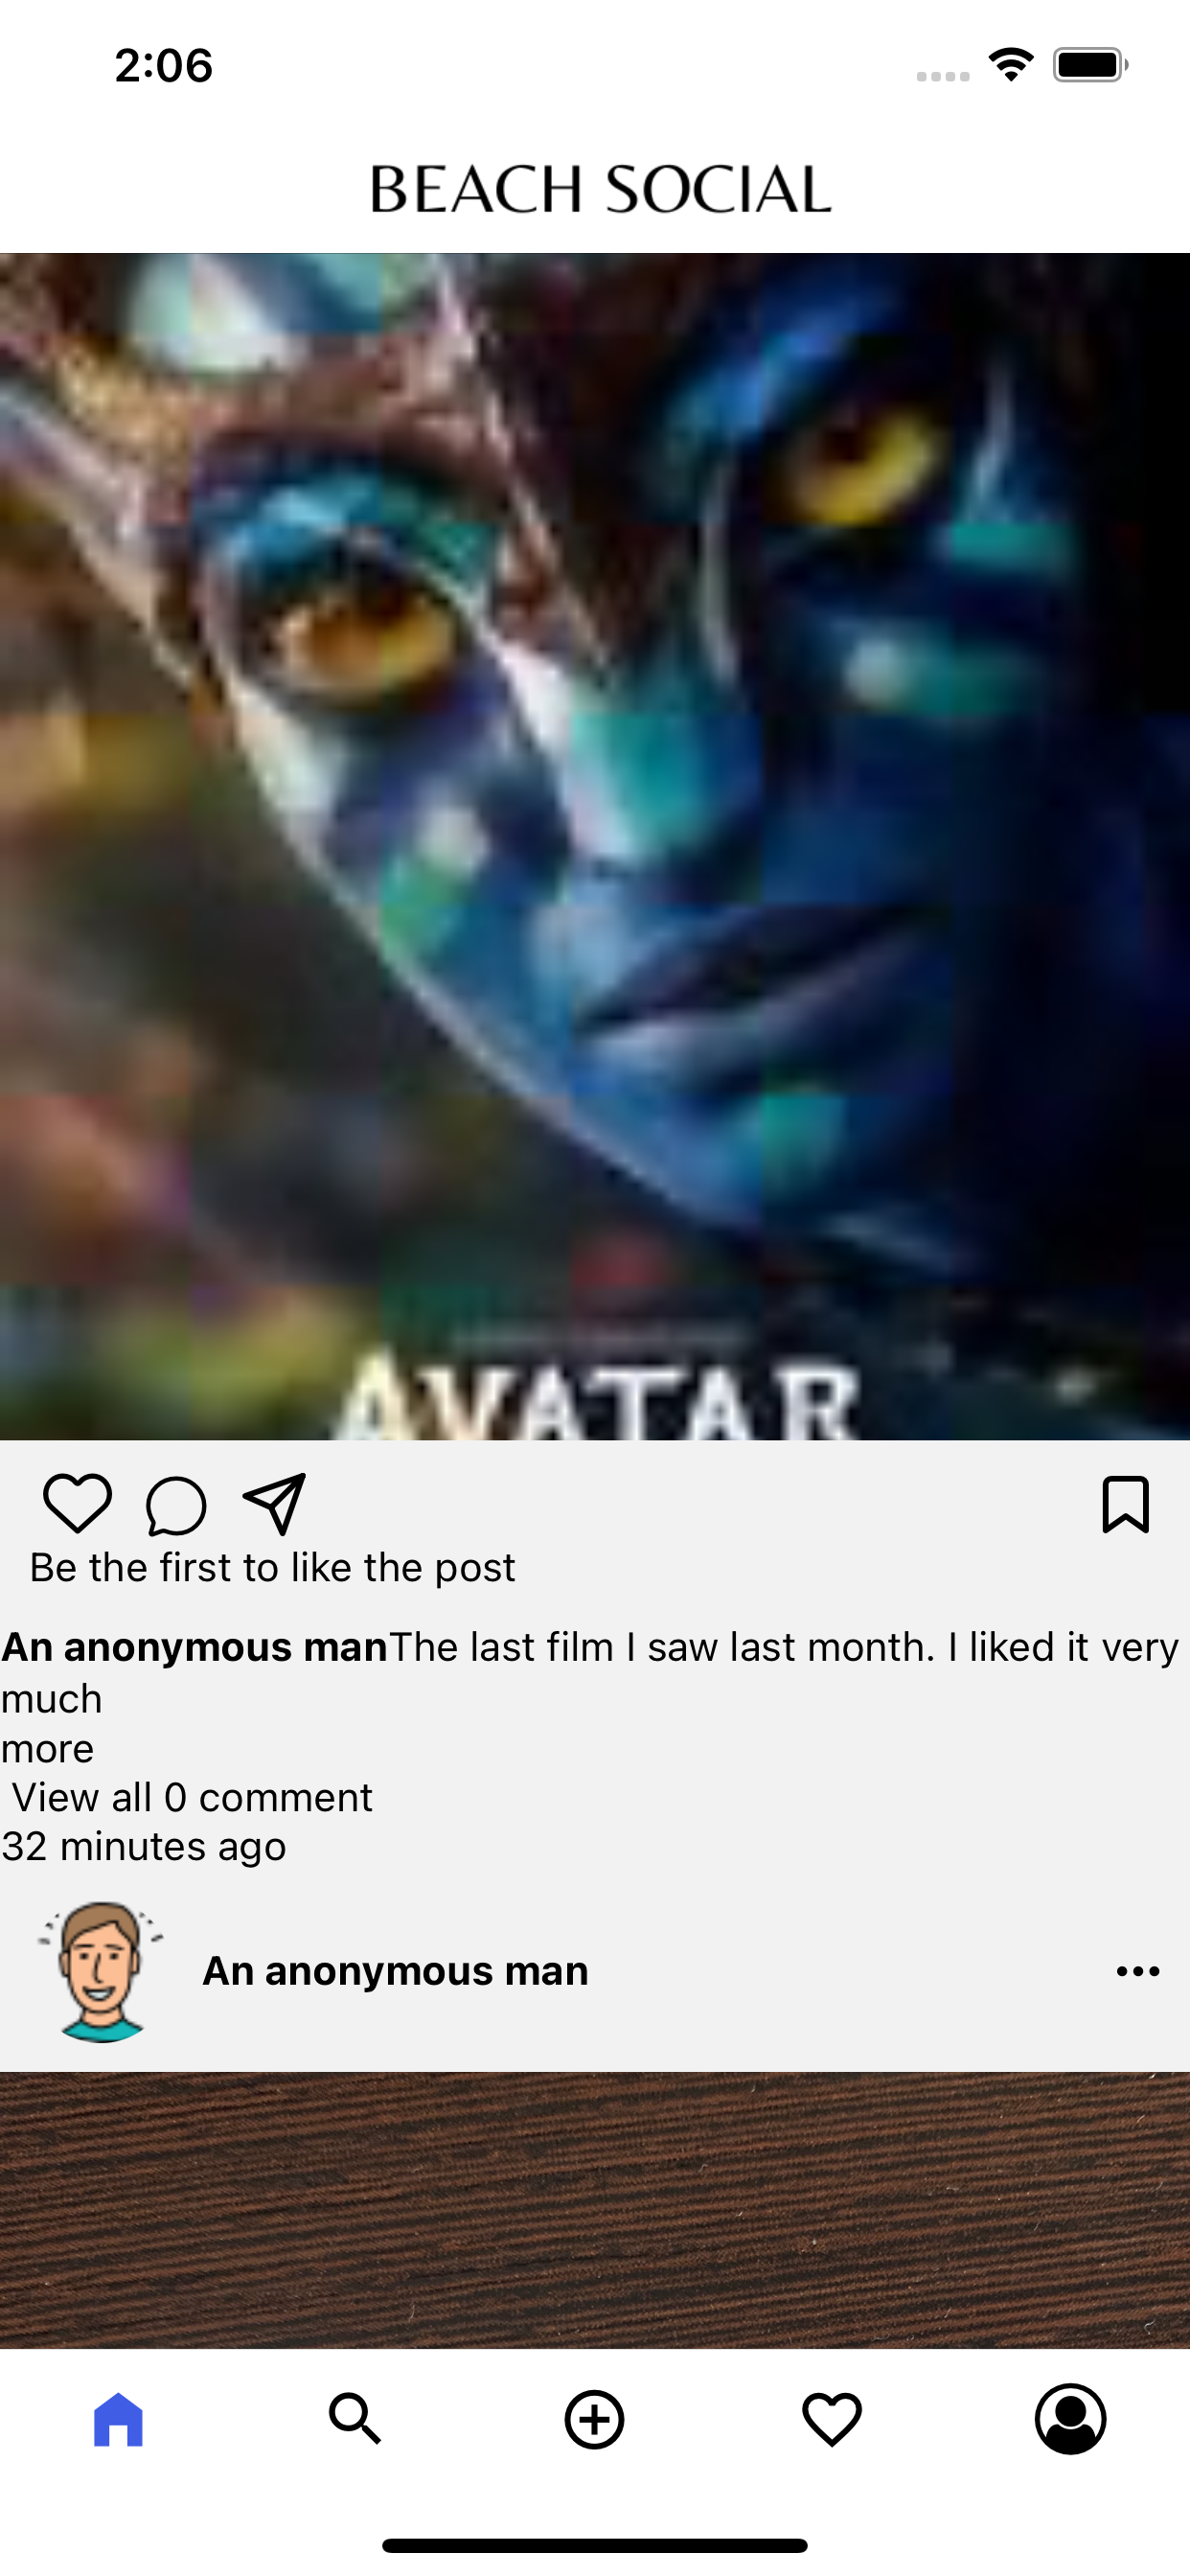 2:06
BEACH SOCIAL
AVATAR
Be the first to like the post
An anonymous manThe last film I saw last month. I liked it very
much
more
View all 0 comment
32 minutes ago
An anonymous man